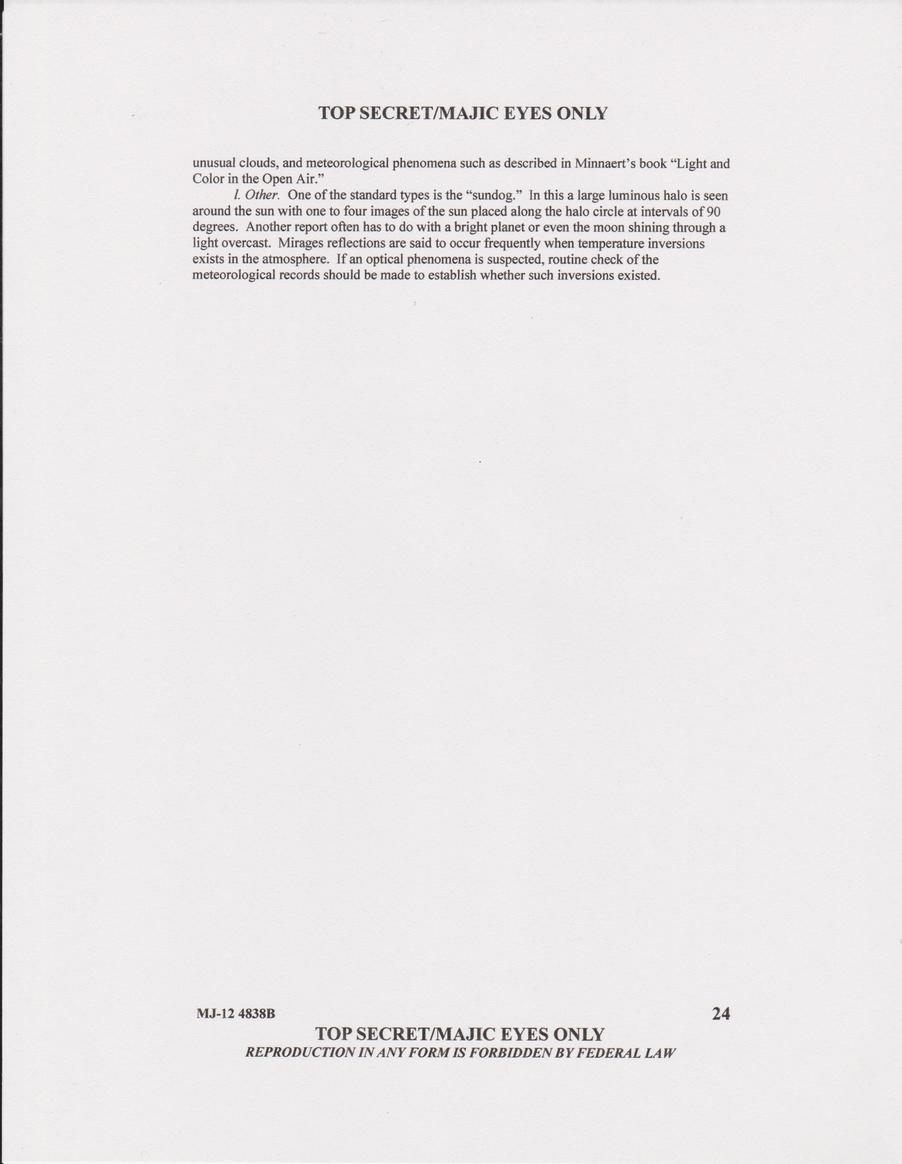 TOP SECRET/MAJIC EYES ONLY
unusual clouds, and meteorological phenomena such as described in Minnaert's book “Light and
Color in the Open Air.”
l. Other. One of the standard types is the “sundog.” In this a large luminous halo is seen
around the sun with one to four images of the sun placed along the halo circle at intervals of 90
degrees. Another report often has to do with a bright planet or even the moon shining through a
light overcast. Mirages reflections are said to occur frequently when temperature inversions
exists in the atmosphere. If an optical phenomena is suspected, routine check of the
meteorological records should be made to establish whether such inversions existed.
MJ-12 4838B 24
TOP SECRET/MAJIC EYES ONLY
REPRODUCTION IN ANY FORM IS FORBIDDEN BY FEDERAL LAW